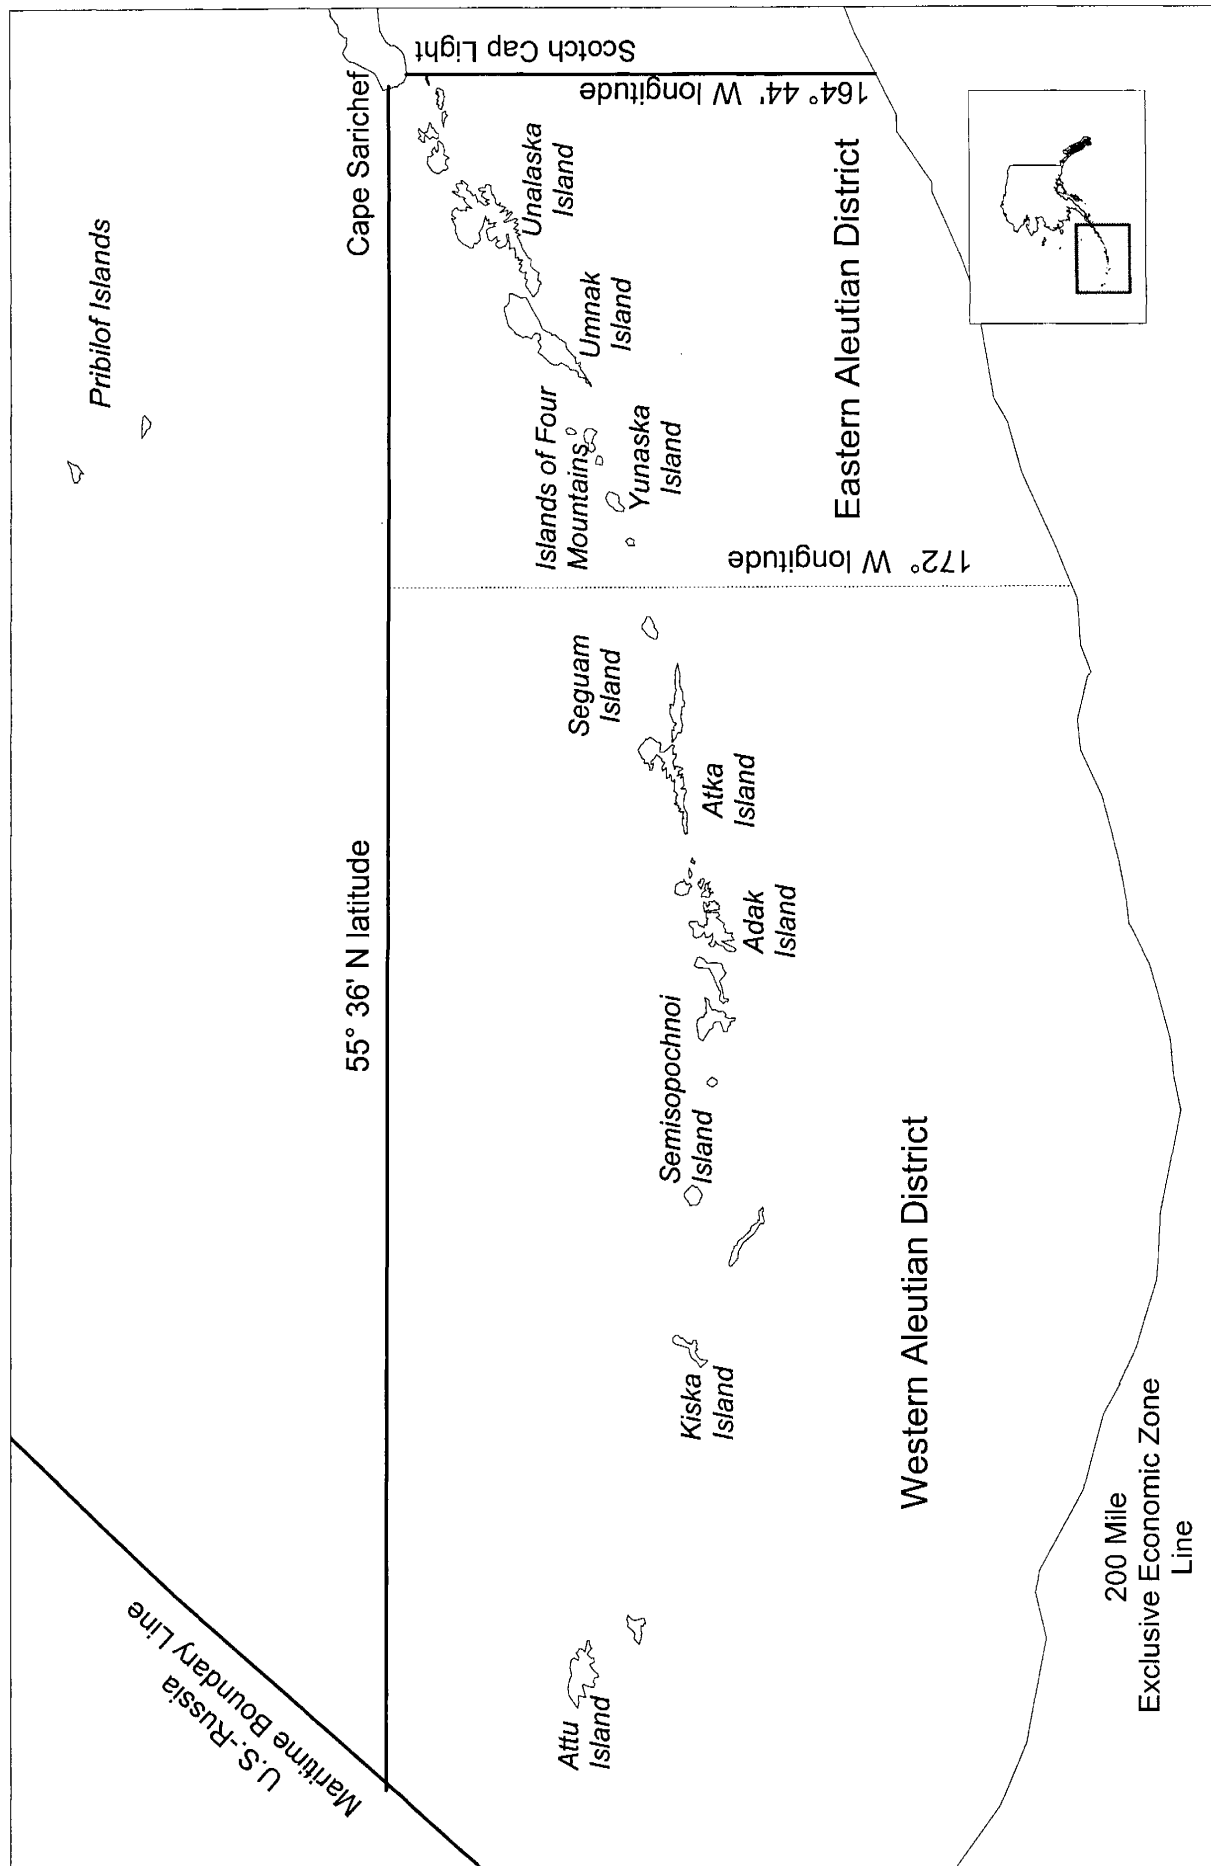 Pribilof Islands
Cape Sarichef
Scotch Cap Light
164° 44' W longitude
55° 36' N latitude
U.S.-Russia
Maritime Boundary Line
Unalaska
Island
Umnak
Island
Islands of Four
Mountains
Yunaska
Island
Eastern Aleutian District
172° W longitude
Seguam
Island
Atka
Island
Adak
Island
Semisopochnoi
Island
Kiska
Island
Attu
Island
Western Aleutian District
200 Mile
Exclusive Economic Zone
Line